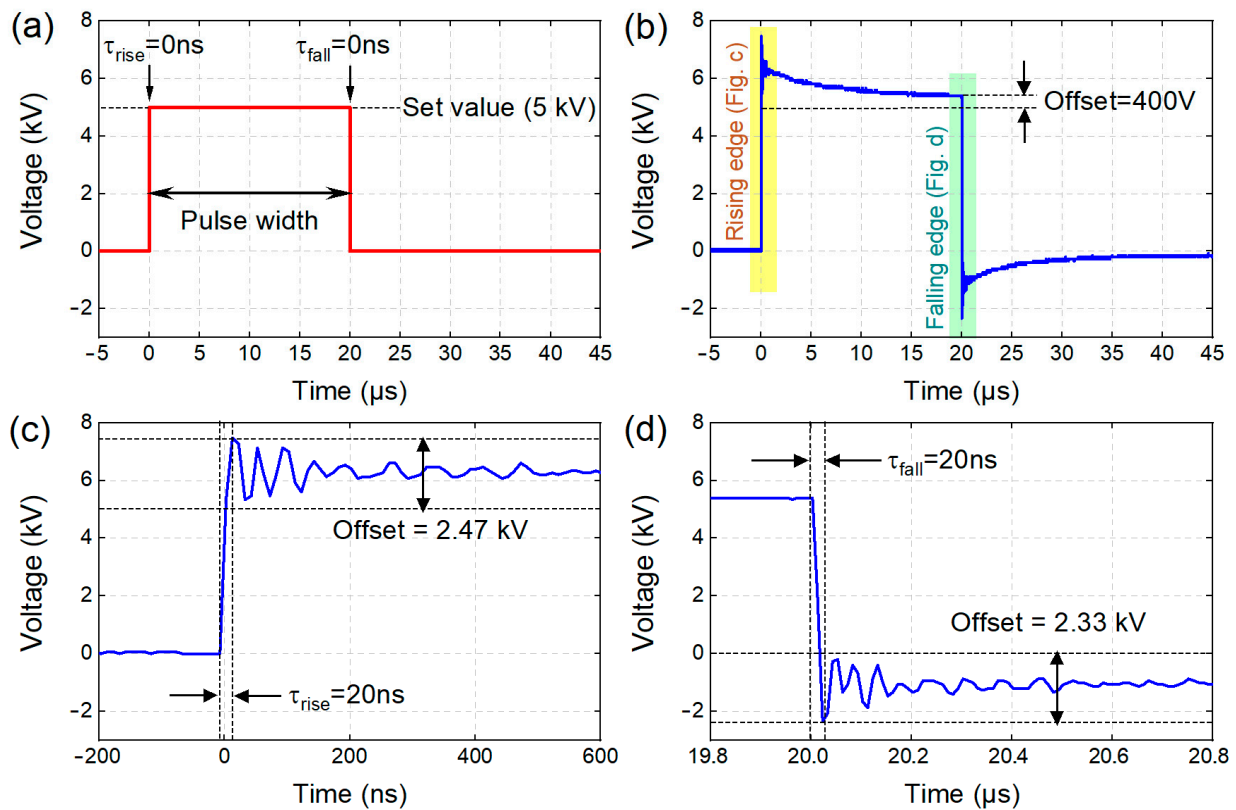 (a)
τrise=0ns
τfall=0ns
Set value (5 kV)
Pulse width
8
6
4
2
0
−2
Voltage (kV)
-5 0 5 10 15 20 25 30 35 40 45
Time (µs)
(b)
Rising edge (Fig. c)
Falling edge (Fig. d)
Offset=400V
8
6
4
2
0
−2
Voltage (kV)
-5 0 5 10 15 20 25 30 35 40 45
Time (µs)
(c)
Offset = 2.47 kV
τrise=20ns
8
6
4
2
0
−2
Voltage (kV)
-200 0 200 400 600
Time (ns)
(d)
τfall=20ns
Offset = 2.33 kV
8
6
4
2
0
−2
Voltage (kV)
19.8 20.0 20.2 20.4 20.6 20.8
Time (µs)